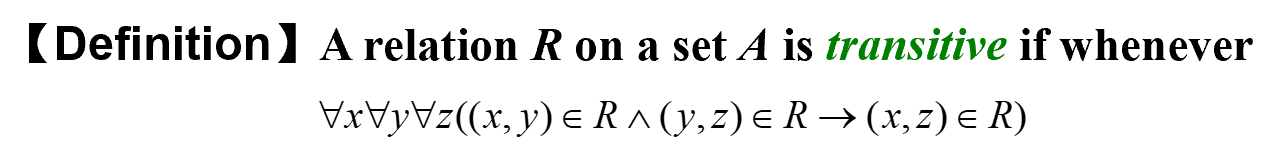 【Definition】A relation R on a set A is transitive if whenever
∀x∀y∀z((x, y) ∈ R ∧ (y, z) ∈ R → (x, z) ∈ R)